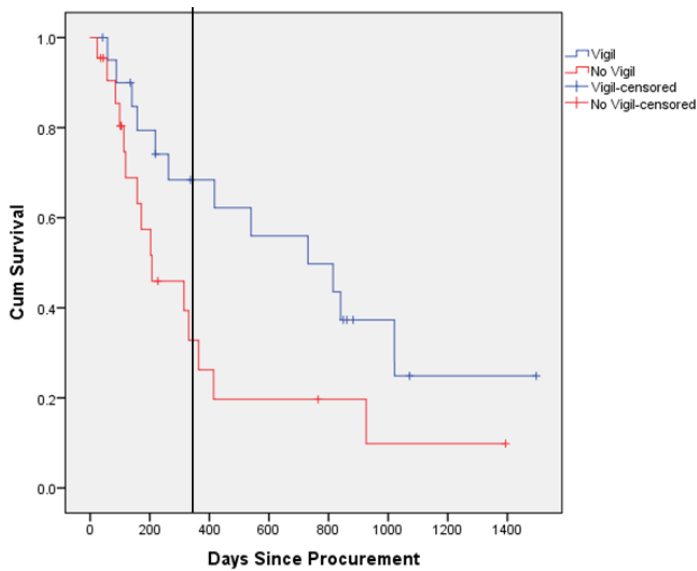 1.0
0.8
0.6
0.4
0.2
0.0
Cum Survival
0 200 400 600 800 1000 1200 1400
Days Since Procurement
Vigil
No Vigil
Vigil-censored
No Vigil-censored